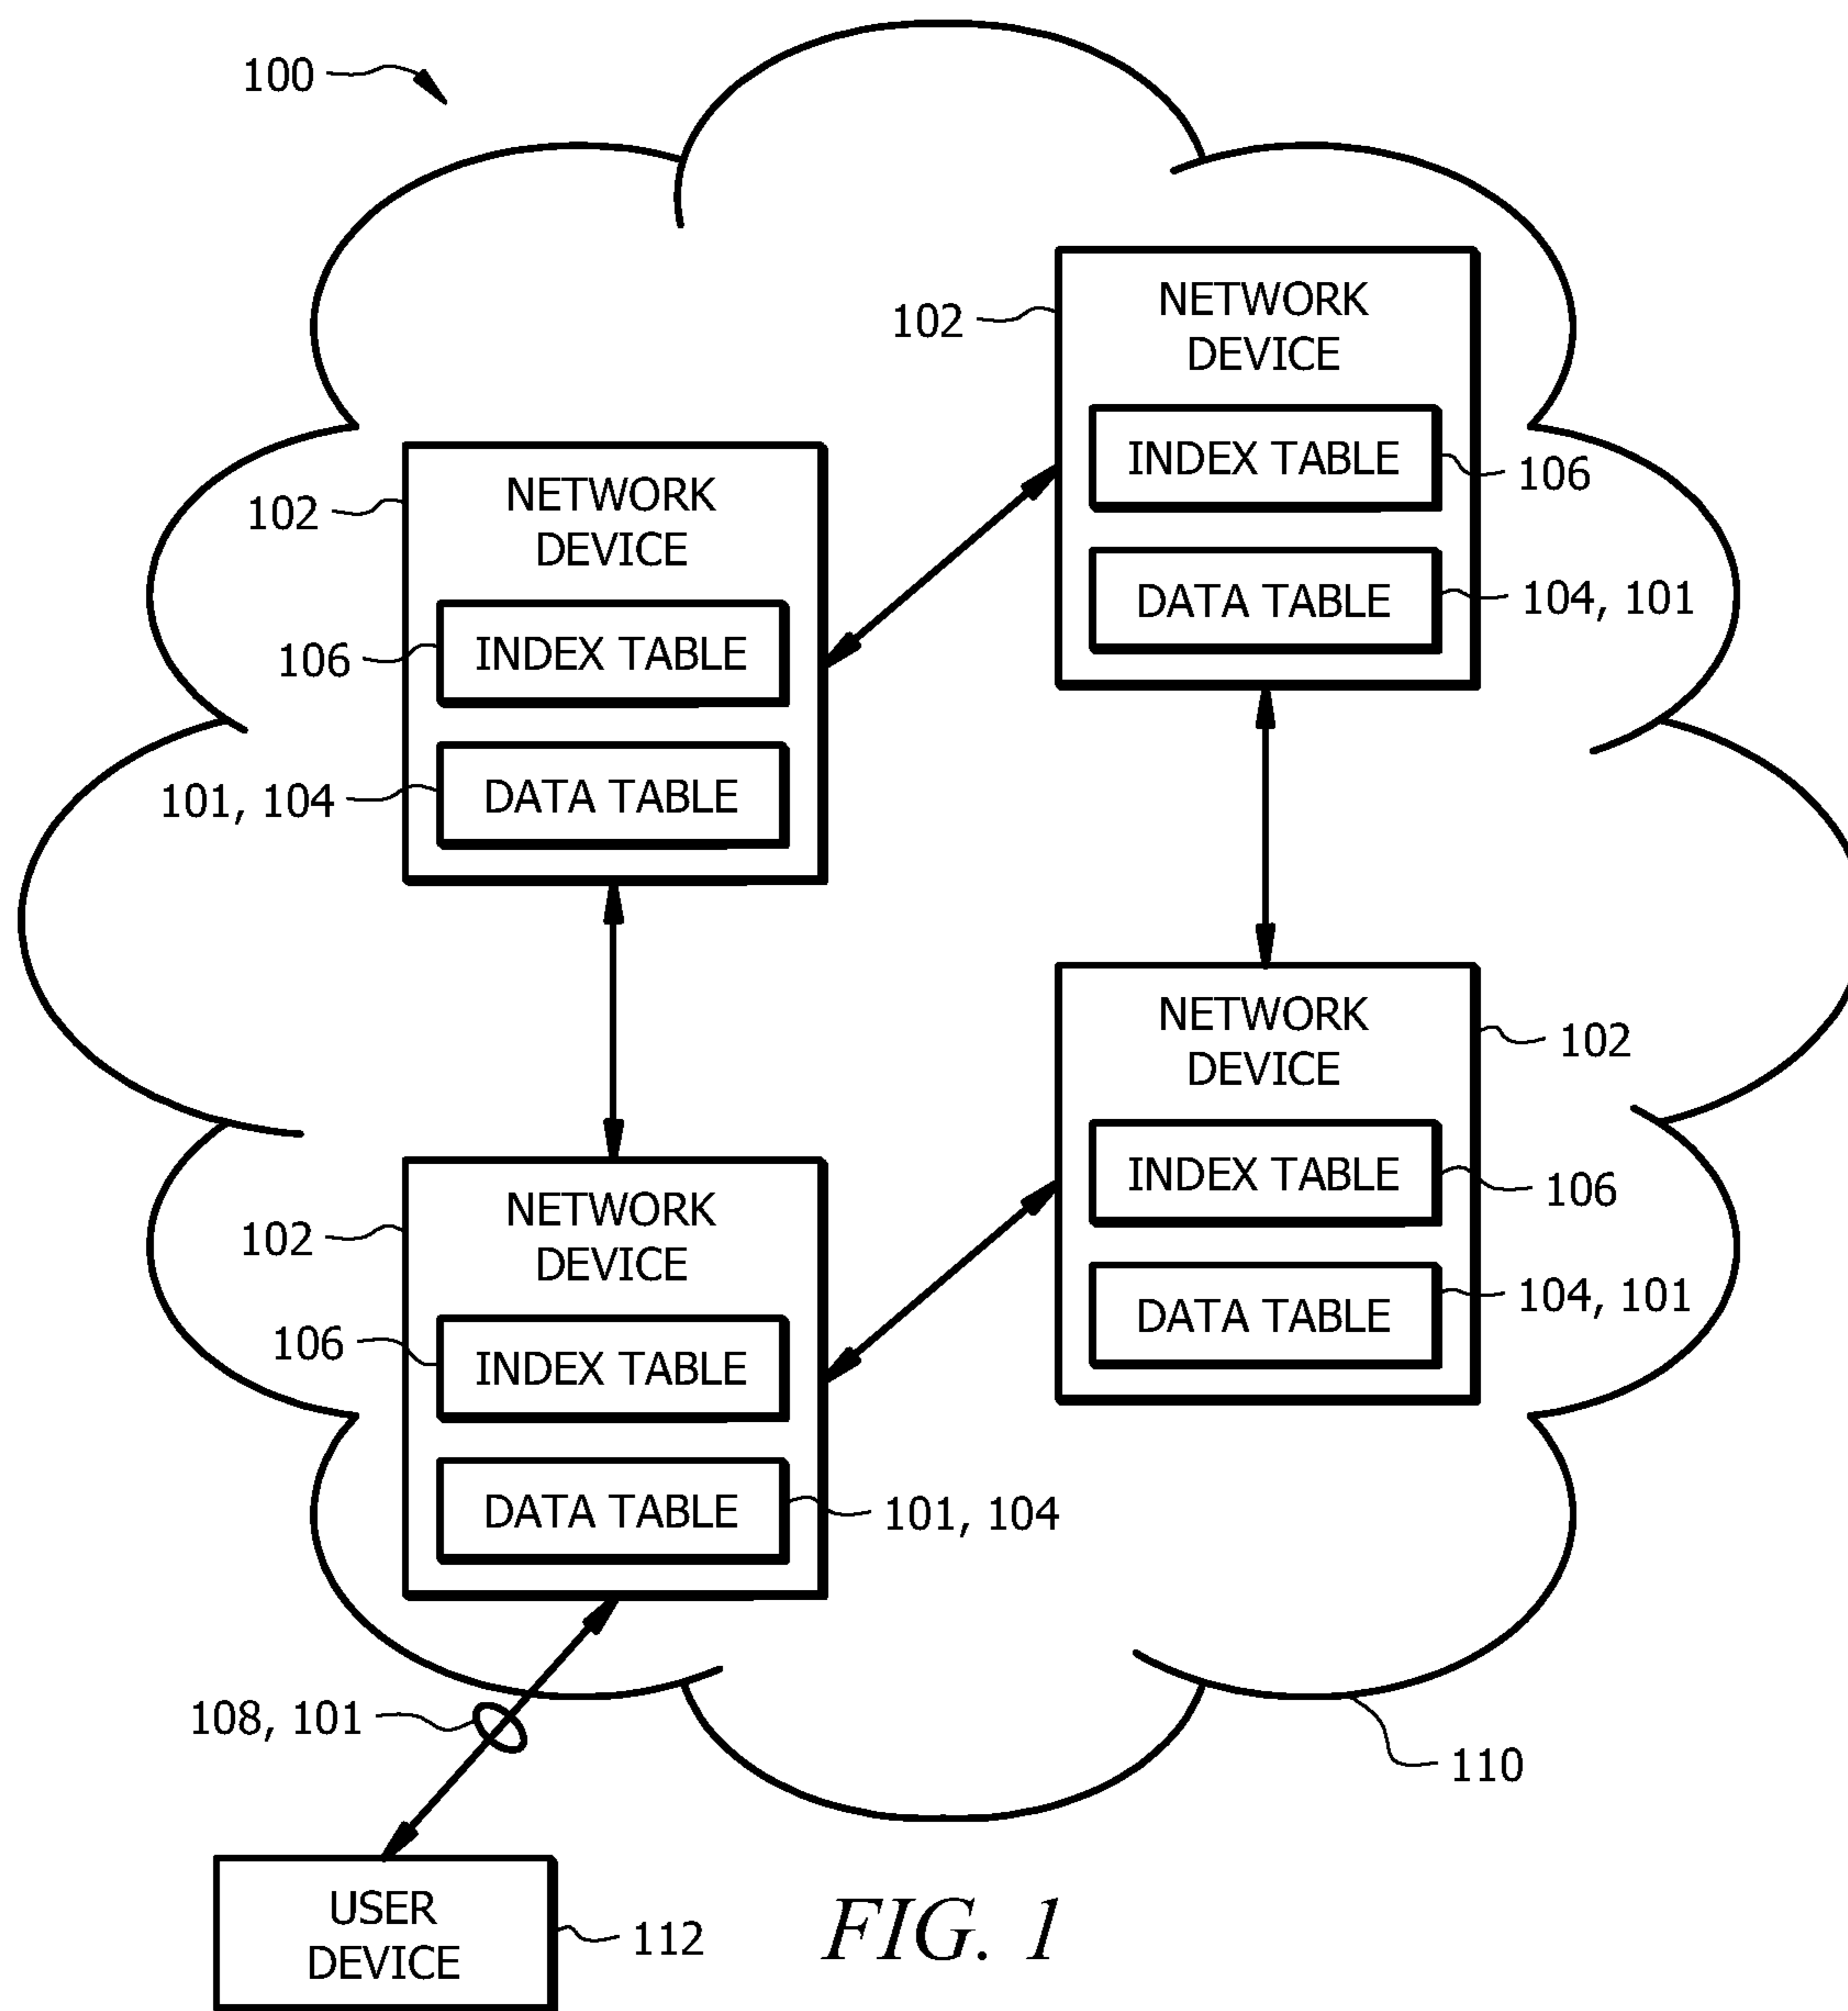 100
NETWORK
DEVICE
102
INDEX TABLE
106
DATA TABLE
104, 101
NETWORK
DEVICE
102
INDEX TABLE
106
DATA TABLE
101, 104
NETWORK
DEVICE
102
INDEX TABLE
106
DATA TABLE
104, 101
NETWORK
DEVICE
102
INDEX TABLE
106
DATA TABLE
101, 104
108, 101
110
USER
DEVICE
112
FIG. 1